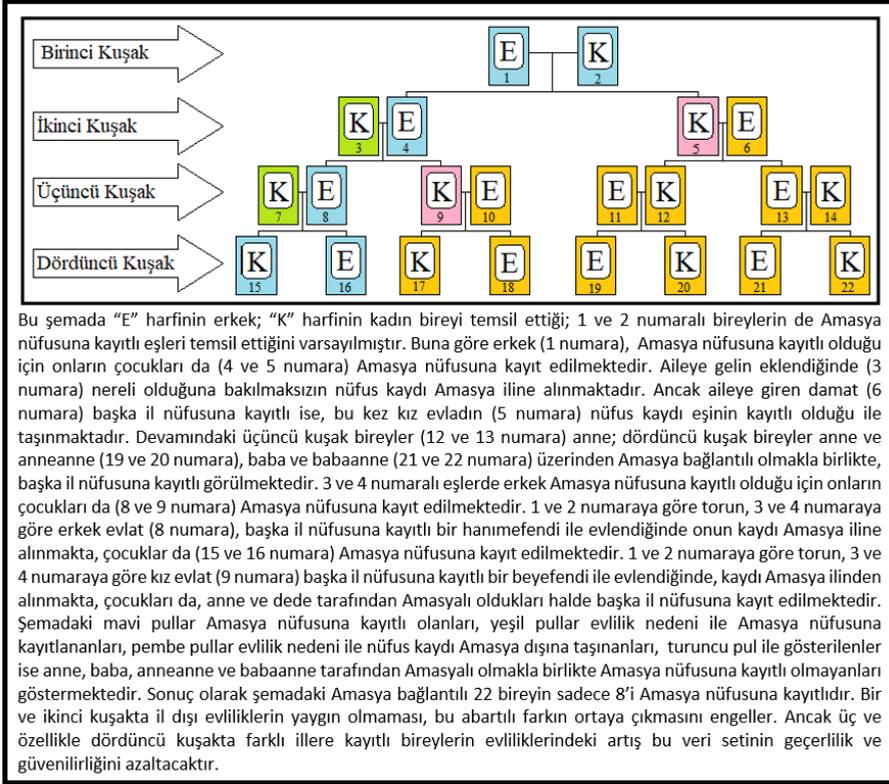 Birinci Kuşak
E K
1 2
İkinci Kuşak
K E K E
3 4 5 6
Üçüncü Kuşak
K E K E E K E K
7 8 9 10 11 12 13 14
Dördüncü Kuşak
K E K E E K E K
15 16 17 18 19 20 21 22
Bu şemada “E” harfinin erkek; “K” harfinin kadın bireyi temsil ettiği; 1 ve 2 numaralı bireylerin de Amasya
nüfusuna kayıtlı eşleri temsil ettiğini varsayılmıştır. Buna göre erkek (1 numara), Amasya nüfusuna kayıtlı olduğu
için onların çocukları da (4 ve 5 numara) Amasya nüfusuna kayıt edilmektedir. Aileye gelin eklendiğinde (3
numara) nereli olduğuna bakılmaksızın nüfus kaydı Amasya iline alınmaktadır. Ancak aileye giren damat (6
numara) başka il nüfusuna kayıtlı ise, bu kez kız evladın (5 numara) nüfus kaydı eşinin kayıtlı olduğu ile
taşınmaktadır. Devamındaki üçüncü kuşak bireyler (12 ve 13 numara) anne; dördüncü kuşak bireyler anne ve
anneanne (19 ve 20 numara), baba ve babaanne (21 ve 22 numara) üzerinden Amasya bağlantılı olmakla birlikte,
başka il nüfusuna kayıtlı görülmektedir. 3 ve 4 numaralı eşlerde erkek Amasya nüfusuna kayıtlı olduğu için onların
çocukları da (8 ve 9 numara) Amasya nüfusuna kayıt edilmektedir. 1 ve 2 numaraya göre torun, 3 ve 4 numaraya
göre erkek evlat (8 numara), başka il nüfusuna kayıtlı bir hanımefendi ile evlendiğinde onun kaydı Amasya iline
alınmakta, çocuklar da (15 ve 16 numara) Amasya nüfusuna kayıt edilmektedir. 1 ve 2 numaraya göre torun, 3 ve
4 numaraya göre kız evlat (9 numara) başka il nüfusuna kayıtlı bir beyefendi ile evlendiğinde, kaydı Amasya ilinden
alınmakta, çocukları da, anne ve dede tarafından Amasyalı oldukları halde başka il nüfusuna kayıt edilmektedir.
Şemadaki mavi pullar Amasya nüfusuna kayıtlı olanları, yeşil pullar evlilik nedeni ile Amasya nüfusuna
kayıtlananları, pembe pullar evlilik nedeni ile nüfus kaydı Amasya dışına taşınanları, turuncu pul ile gösterilenler
ise anne, baba, anneanne ve babaanne tarafından Amasyalı olmakla birlikte Amasya nüfusuna kayıtlı olmayanları
göstermektedir. Sonuç olarak şemadaki Amasya bağlantılı 22 bireyin sadece 8’i Amasya nüfusuna kayıtlıdır. Bir
ve ikinci kuşakta il dışı evliliklerin yaygın olmaması, bu abartılı farkın ortaya çıkmasını engeller. Ancak üç ve
özellikle dördüncü kuşakta farklı illere kayıtlı bireylerin evliliklerindeki artış bu veri setinin geçerlilik ve
güvenilirliğini azaltacaktır.